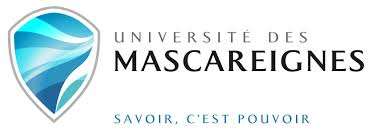 UNIVERSITÉ DES
MASCAREIGNES
SAVOIR, C'EST POUVOIR